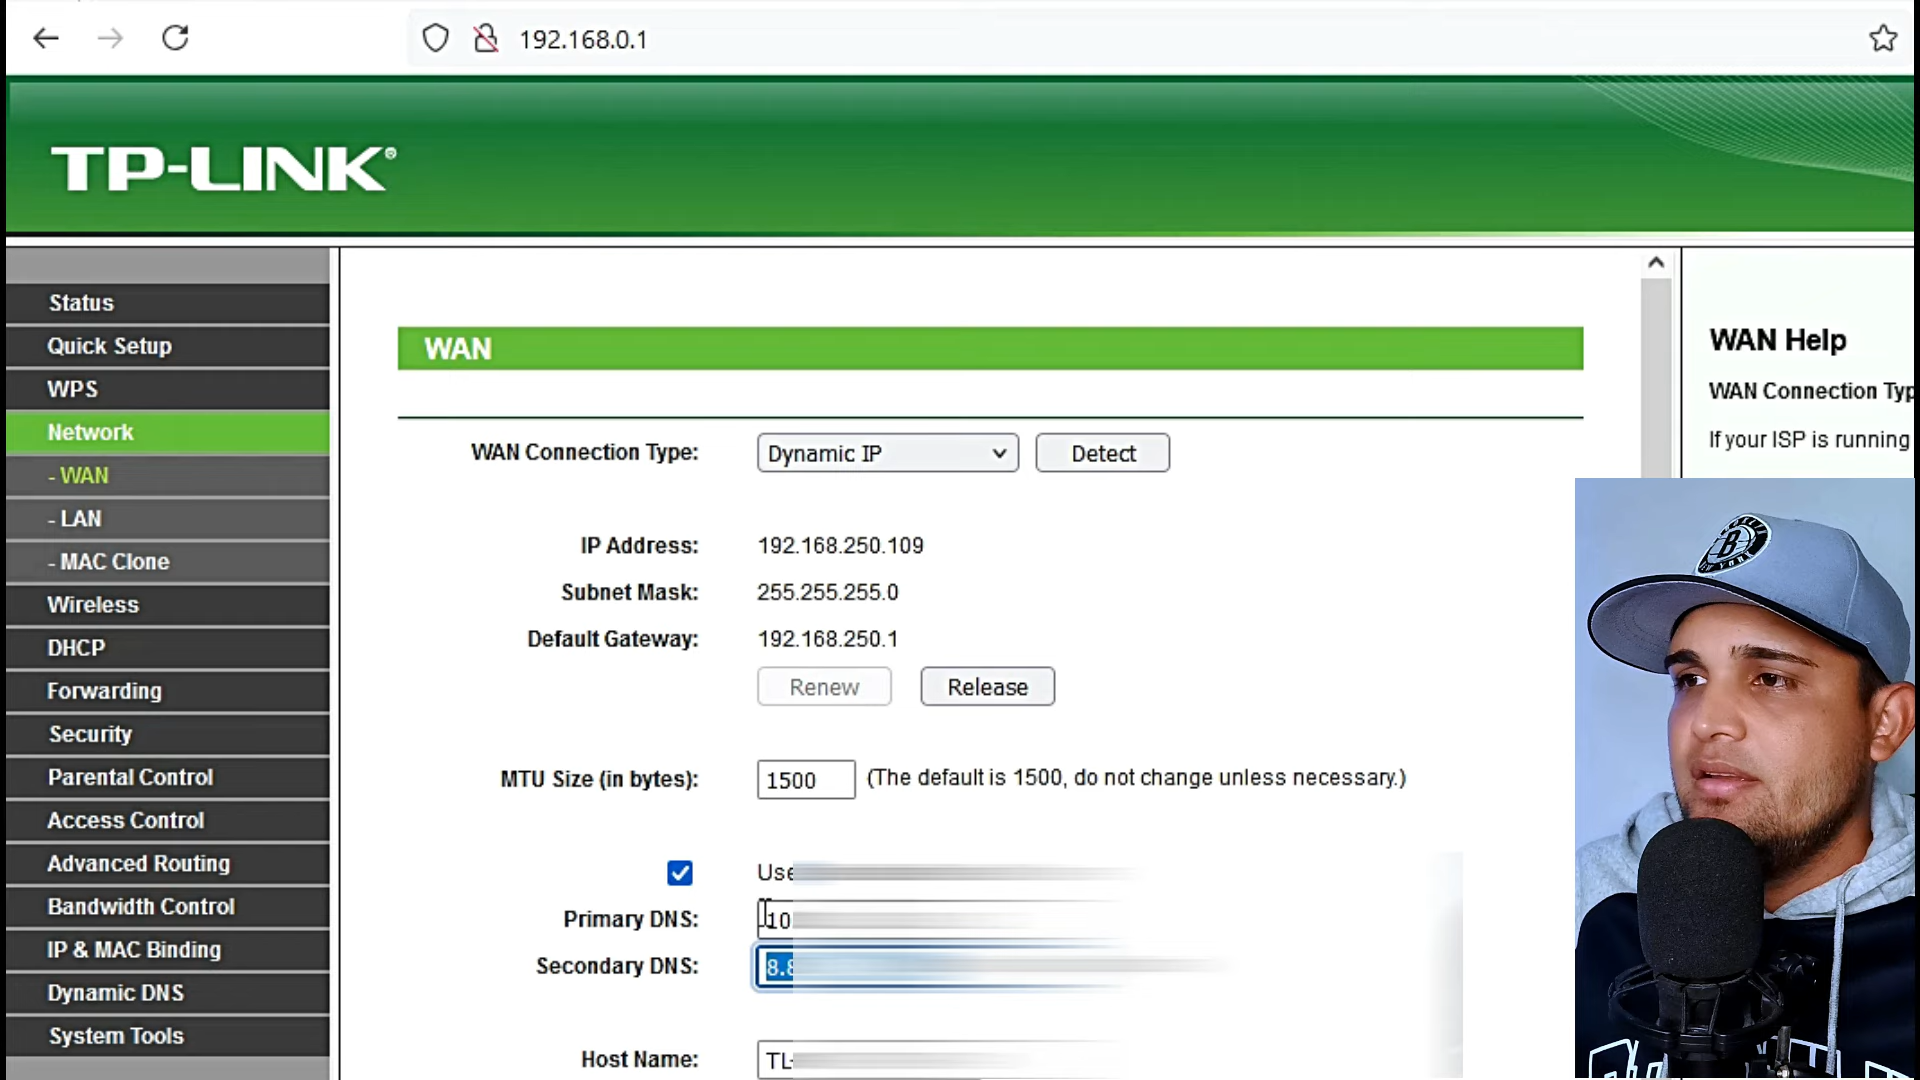 192.168.0.1
TP-LINK®
Status
Quick Setup
WPS
Network
- WAN
- LAN
- MAC Clone
Wireless
DHCP
Forwarding
Security
Parental Control
Access Control
Advanced Routing
Bandwidth Control
IP & MAC Binding
Dynamic DNS
System Tools
WAN
WAN Connection Type: Dynamic IP Detect
IP Address: 192.168.250.109
Subnet Mask: 255.255.255.0
Default Gateway: 192.168.250.1
Renew Release
MTU Size (in bytes): 1500 (The default is 1500, do not change unless necessary.)
Use
Primary DNS: 10
Secondary DNS: 8.8
Host Name: TL-
WAN Help
WAN Connection Typ
If your ISP is running
B
BROOKLYN
NEW YORK